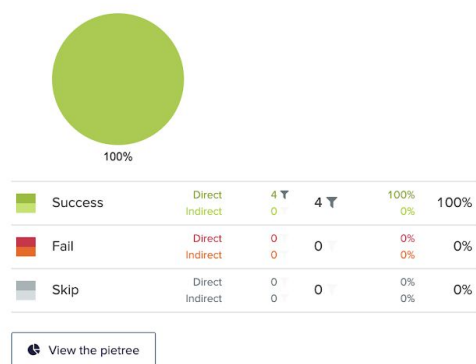 100%
Success Direct 4 4 100% 100%
Indirect 0 0%
Fail Direct 0 0 0% 0%
Indirect 0 0%
Skip Direct 0 0 0% 0%
Indirect 0 0%
View the pietree